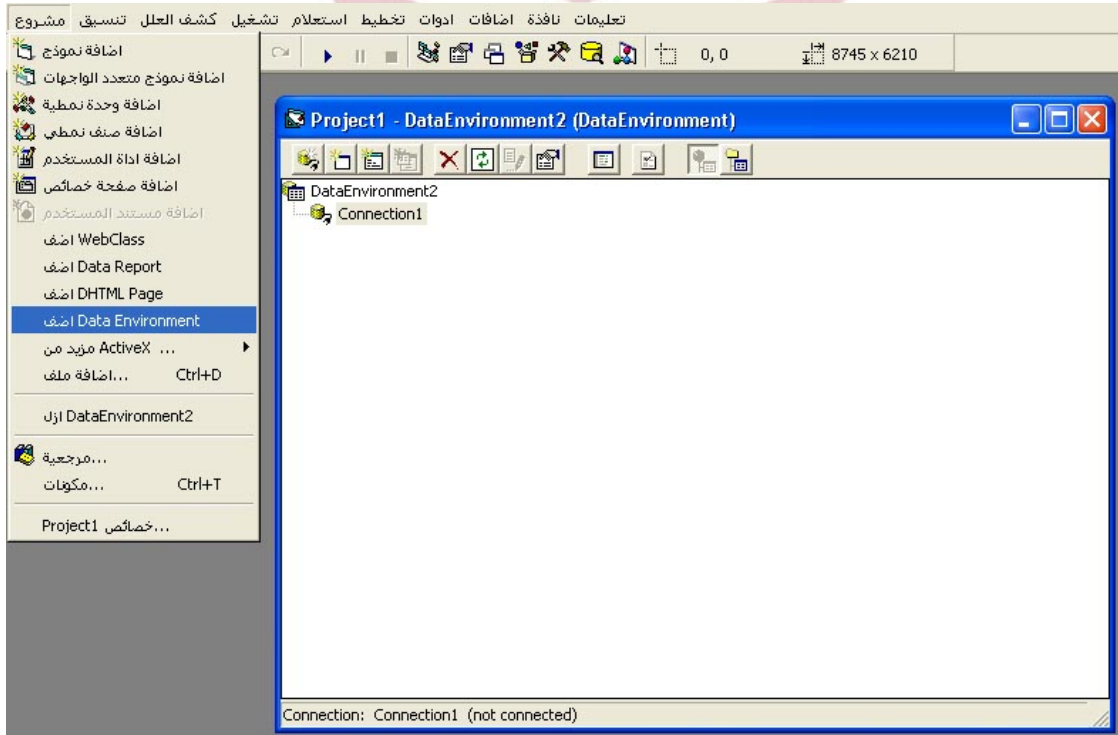 مشروع تنسيق كشف العلل تشغيل استعلام تخطيط ادوات اضافات نافذة تعليمات
0, 0 8745 x 6210
اضافة نموذج
اضافة نموذج متعدد الواجهات
اضافة وحدة نمطية
اضافة صنف نمطي
اضافة اداة المستخدم
اضافة صفحة خصائص
اضافة مستند المستخدم
اضف WebClass
اضف Data Report
اضف DHTML Page
اضف Data Environment
مزيد من ActiveX ...
اضافة ملف... Ctrl+D
ازل DataEnvironment2
مرجعية...
مكونات... Ctrl+T
خصائص Project1...
Project1 - DataEnvironment2 (DataEnvironment)
DataEnvironment2
Connection1
Connection: Connection1 (not connected)